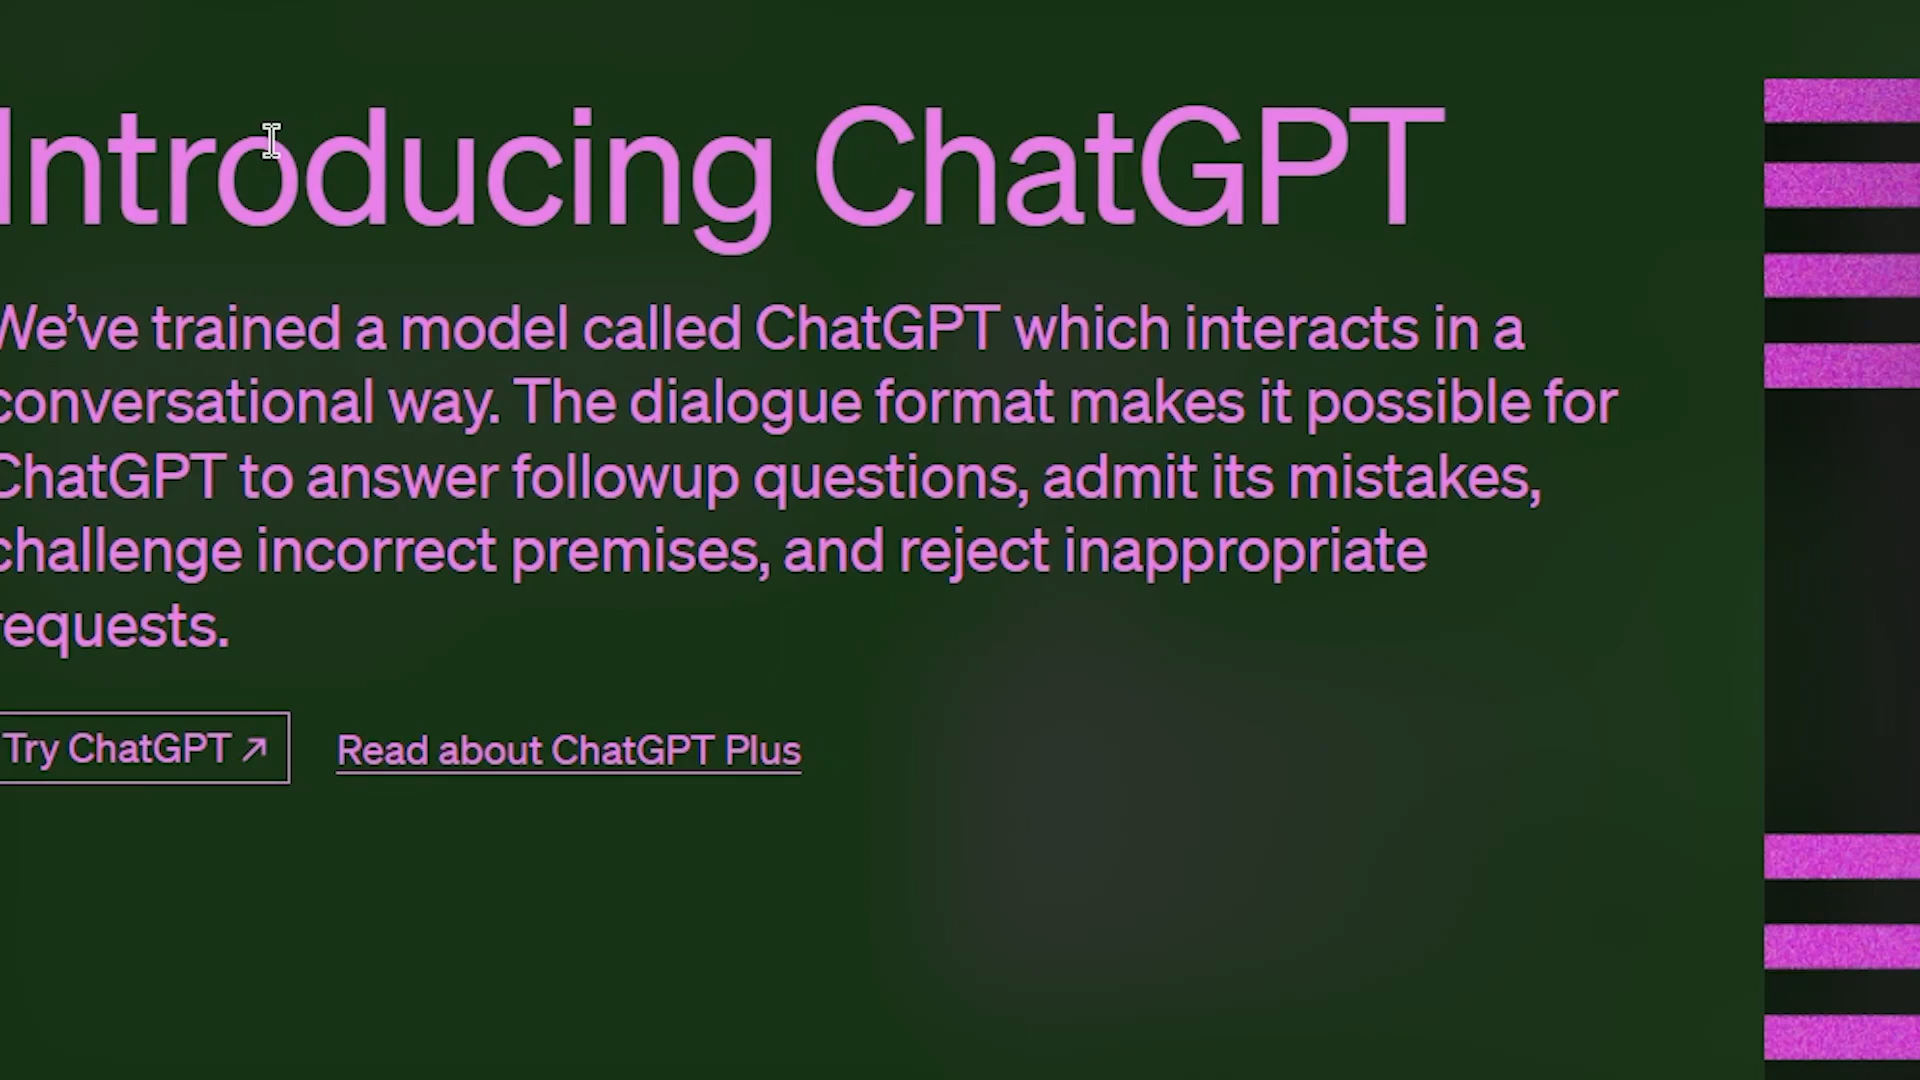 Introducing ChatGPT
We’ve trained a model called ChatGPT which interacts in a
conversational way. The dialogue format makes it possible for
ChatGPT to answer followup questions, admit its mistakes,
challenge incorrect premises, and reject inappropriate
requests.
Try ChatGPT ↗
Read about ChatGPT Plus